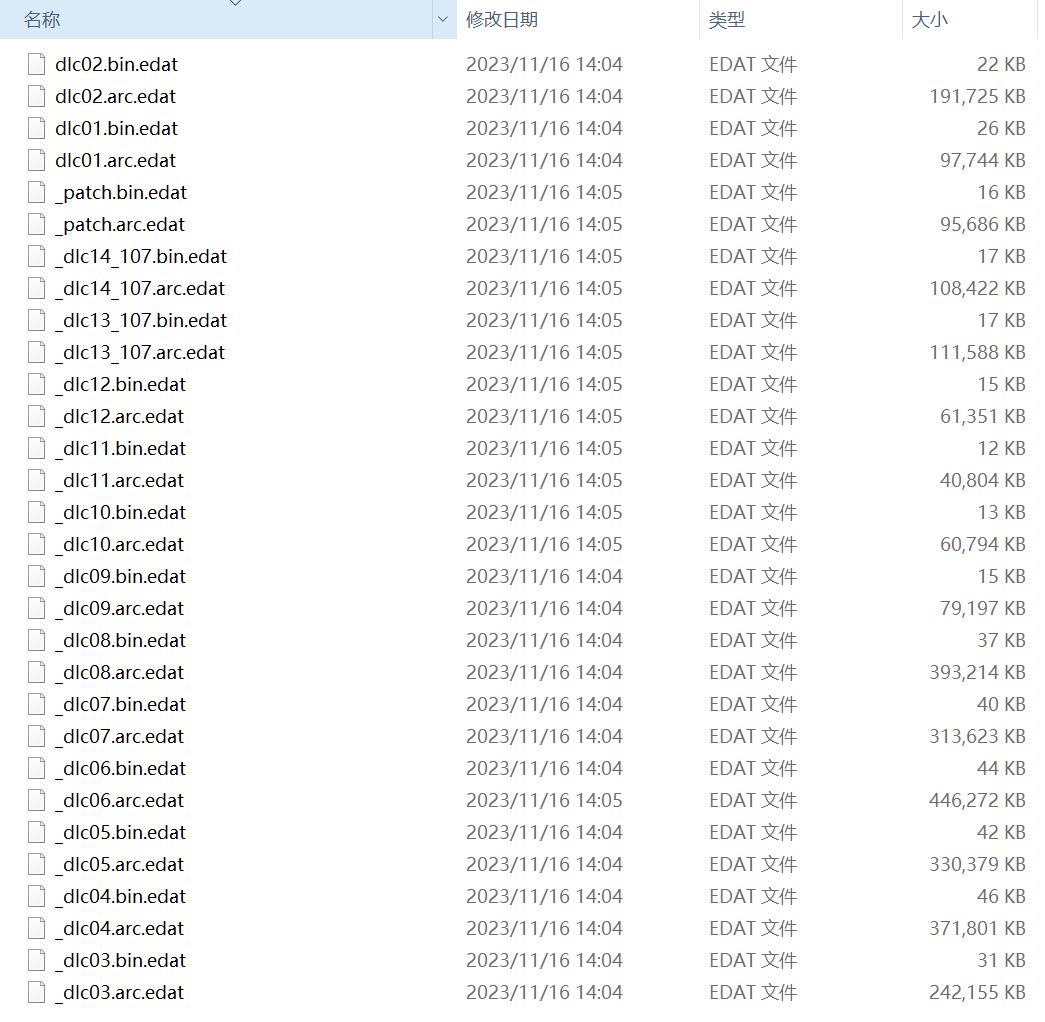 名称 修改日期 类型 大小
dlc02.bin.edat 2023/11/16 14:04 EDAT 文件 22 KB
dlc02.arc.edat 2023/11/16 14:04 EDAT 文件 191,725 KB
dlc01.bin.edat 2023/11/16 14:04 EDAT 文件 26 KB
dlc01.arc.edat 2023/11/16 14:04 EDAT 文件 97,744 KB
_patch.bin.edat 2023/11/16 14:05 EDAT 文件 16 KB
_patch.arc.edat 2023/11/16 14:05 EDAT 文件 95,686 KB
_dlc14_107.bin.edat 2023/11/16 14:05 EDAT 文件 17 KB
_dlc14_107.arc.edat 2023/11/16 14:05 EDAT 文件 108,422 KB
_dlc13_107.bin.edat 2023/11/16 14:05 EDAT 文件 17 KB
_dlc13_107.arc.edat 2023/11/16 14:05 EDAT 文件 111,588 KB
_dlc12.bin.edat 2023/11/16 14:05 EDAT 文件 15 KB
_dlc12.arc.edat 2023/11/16 14:05 EDAT 文件 61,351 KB
_dlc11.bin.edat 2023/11/16 14:05 EDAT 文件 12 KB
_dlc11.arc.edat 2023/11/16 14:05 EDAT 文件 40,804 KB
_dlc10.bin.edat 2023/11/16 14:05 EDAT 文件 13 KB
_dlc10.arc.edat 2023/11/16 14:05 EDAT 文件 60,794 KB
_dlc09.bin.edat 2023/11/16 14:04 EDAT 文件 15 KB
_dlc09.arc.edat 2023/11/16 14:04 EDAT 文件 79,197 KB
_dlc08.bin.edat 2023/11/16 14:04 EDAT 文件 37 KB
_dlc08.arc.edat 2023/11/16 14:04 EDAT 文件 393,214 KB
_dlc07.bin.edat 2023/11/16 14:04 EDAT 文件 40 KB
_dlc07.arc.edat 2023/11/16 14:04 EDAT 文件 313,623 KB
_dlc06.bin.edat 2023/11/16 14:04 EDAT 文件 44 KB
_dlc06.arc.edat 2023/11/16 14:05 EDAT 文件 446,272 KB
_dlc05.bin.edat 2023/11/16 14:04 EDAT 文件 42 KB
_dlc05.arc.edat 2023/11/16 14:04 EDAT 文件 330,379 KB
_dlc04.bin.edat 2023/11/16 14:04 EDAT 文件 46 KB
_dlc04.arc.edat 2023/11/16 14:04 EDAT 文件 371,801 KB
_dlc03.bin.edat 2023/11/16 14:04 EDAT 文件 31 KB
_dlc03.arc.edat 2023/11/16 14:04 EDAT 文件 242,155 KB